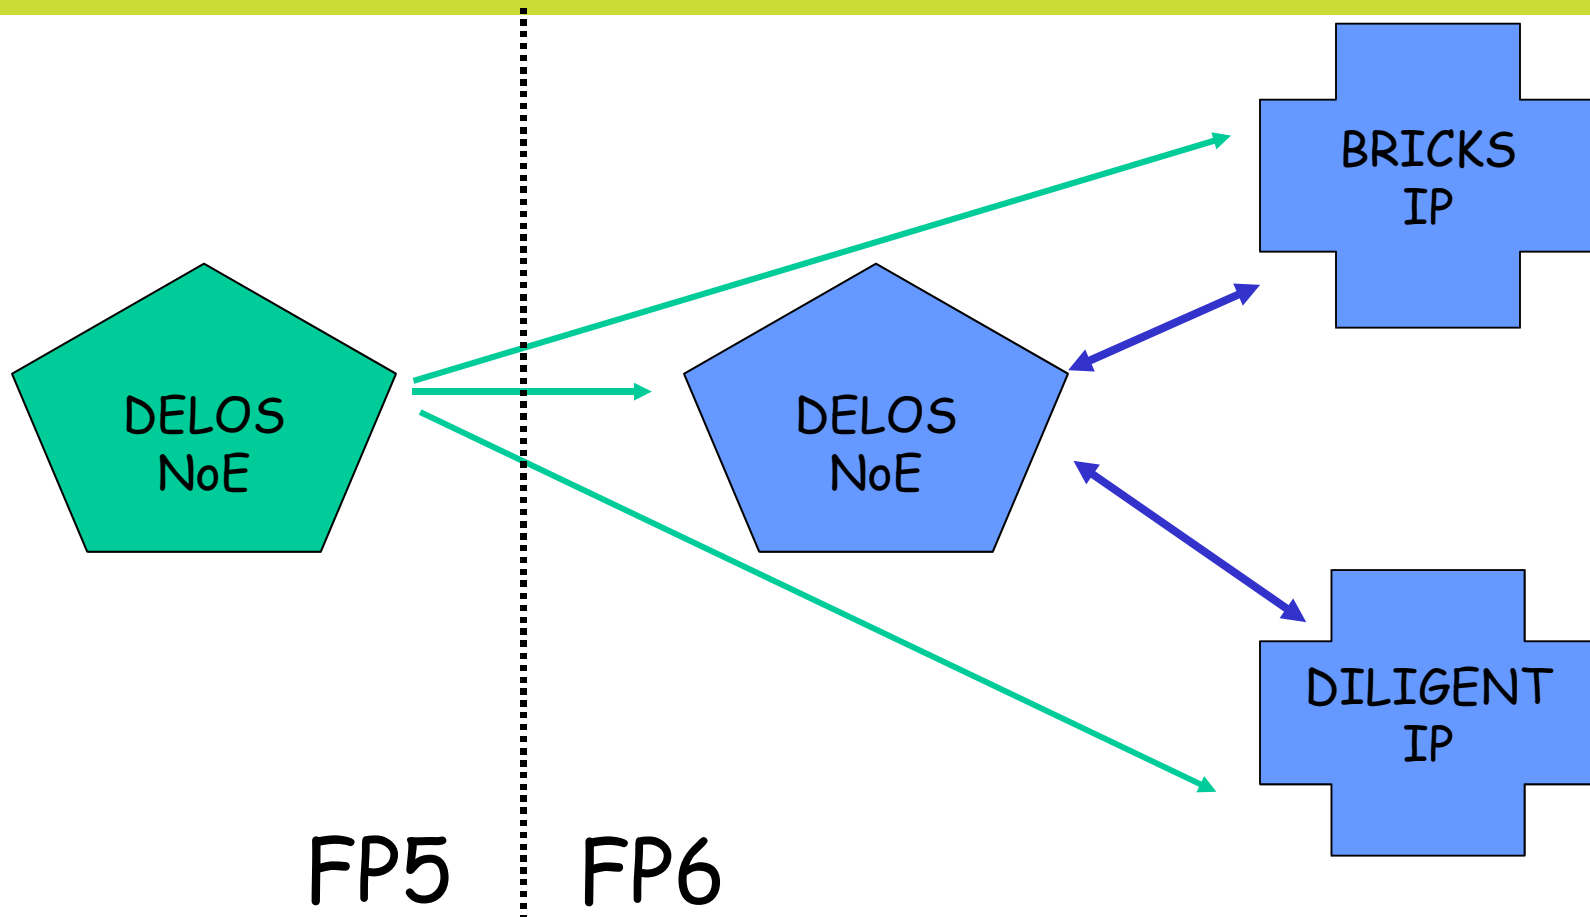 BRICKS
IP
DELOS
NoE
DELOS
NoE
DILIGENT
IP
FP5
FP6